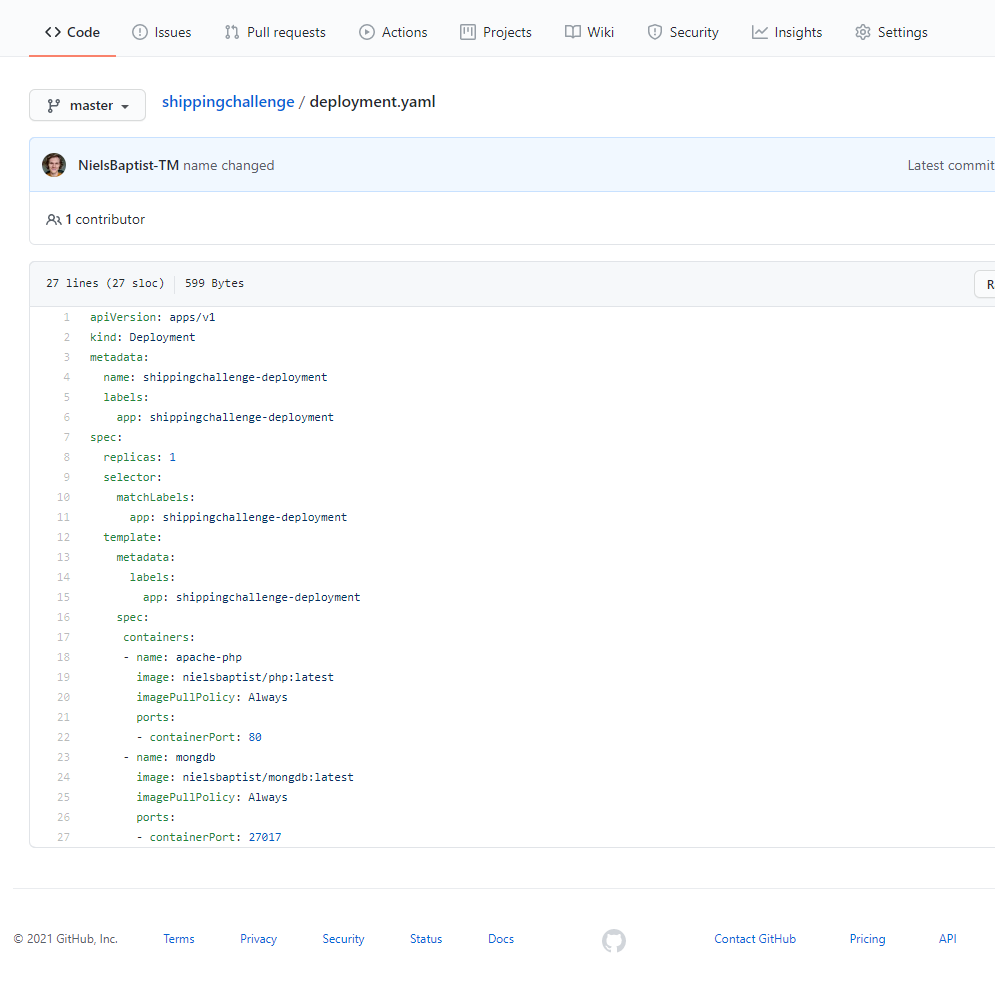 Code Issues Pull requests Actions Projects Wiki Security Insights Settings
master shippingchallenge / deployment.yaml
NielsBaptist-TM name changed Latest commit
1 contributor
27 lines (27 sloc) 599 Bytes R
1 apiVersion: apps/v1
2 kind: Deployment
3 metadata:
4 name: shippingchallenge-deployment
5 labels:
6 app: shippingchallenge-deployment
7 spec:
8 replicas: 1
9 selector:
10 matchLabels:
11 app: shippingchallenge-deployment
12 template:
13 metadata:
14 labels:
15 app: shippingchallenge-deployment
16 spec:
17 containers:
18 - name: apache-php
19 image: nielsbaptist/php:latest
20 imagePullPolicy: Always
21 ports:
22 - containerPort: 80
23 - name: mongdb
24 image: nielsbaptist/mongdb:latest
25 imagePullPolicy: Always
26 ports:
27 - containerPort: 27017
© 2021 GitHub, Inc. Terms Privacy Security Status Docs Contact GitHub Pricing API